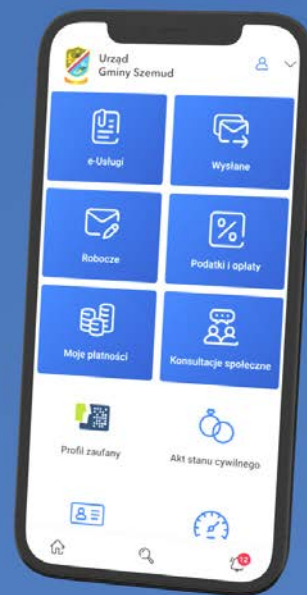 Urząd
Gminy Szemud
e-Usługi
Wysłane
Robocze
Podatki i opłaty
Moje płatności
Konsultacje społeczne
Profil zaufany
Akt stanu cywilnego
12